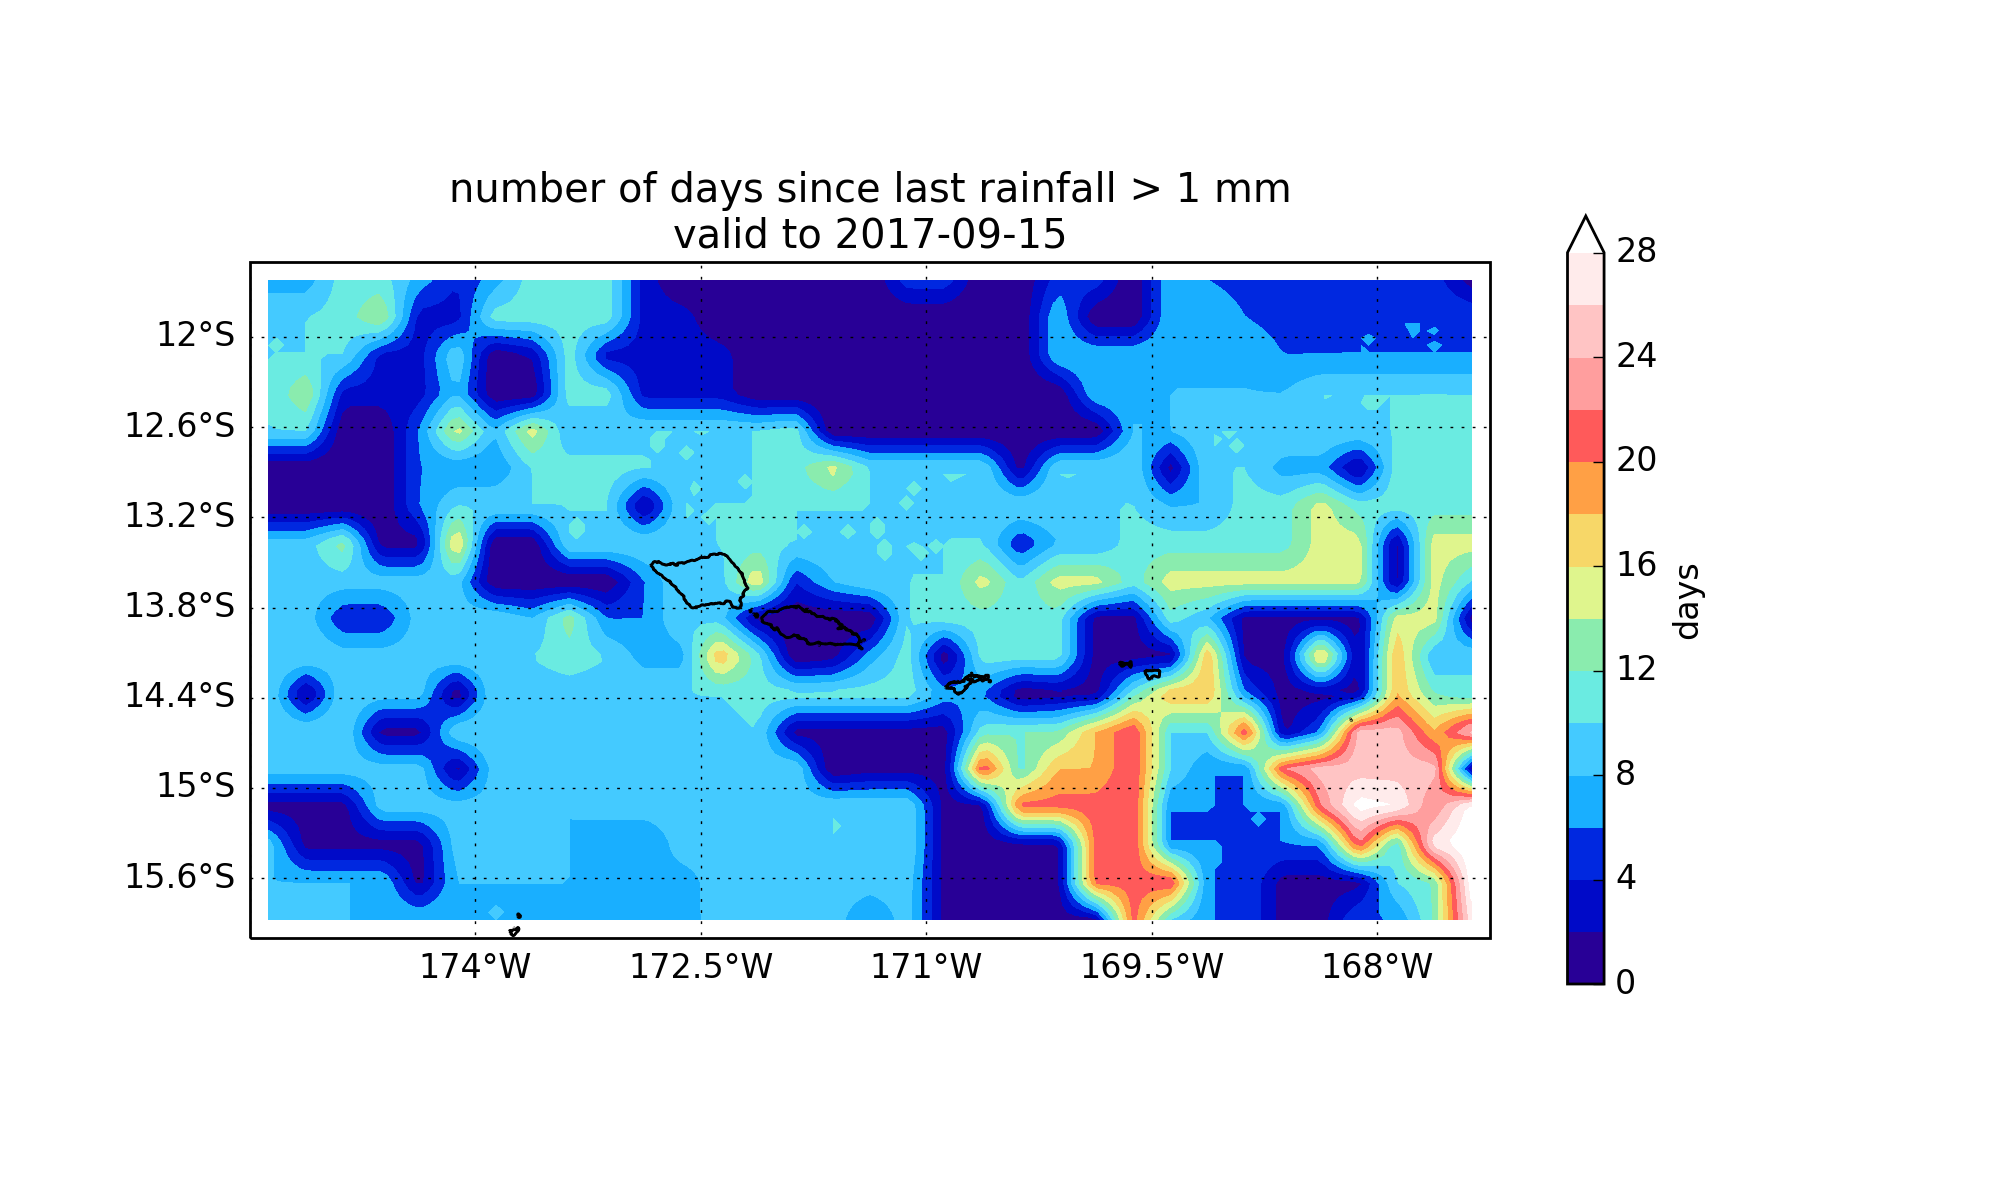 number of days since last rainfall > 1 mm
valid to 2017-09-15
12°S
12.6°S
13.2°S
13.8°S
14.4°S
15°S
15.6°S
174°W 172.5°W 171°W 169.5°W 168°W
28
24
20
16
12
8
4
0
days